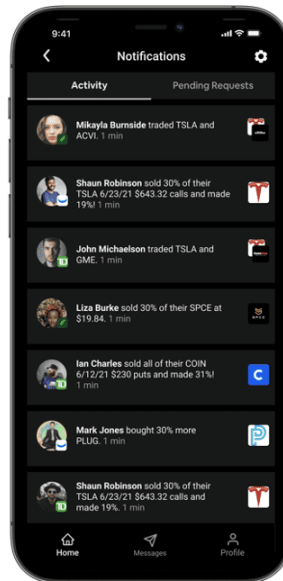 9:41
Notifications
Activity
Pending Requests
Mikayla Burnside traded TSLA and
ACVI. 1 min
Shaun Robinson sold 30% of their
TSLA 6/23/21 $643.32 calls and made
19%! 1 min
John Michaelson traded TSLA and
GME. 1 min
Liza Burke sold 30% of their SPCE at
$19.84. 1 min
SPCE
Ian Charles sold all of their COIN
6/12/21 $230 puts and made 31%!
1 min
Mark Jones bought 30% more
PLUG. 1 min
Shaun Robinson sold 30% of their
TSLA 6/23/21 $643.32 calls and
made 19%. 1 min
Home
Messages
Profile